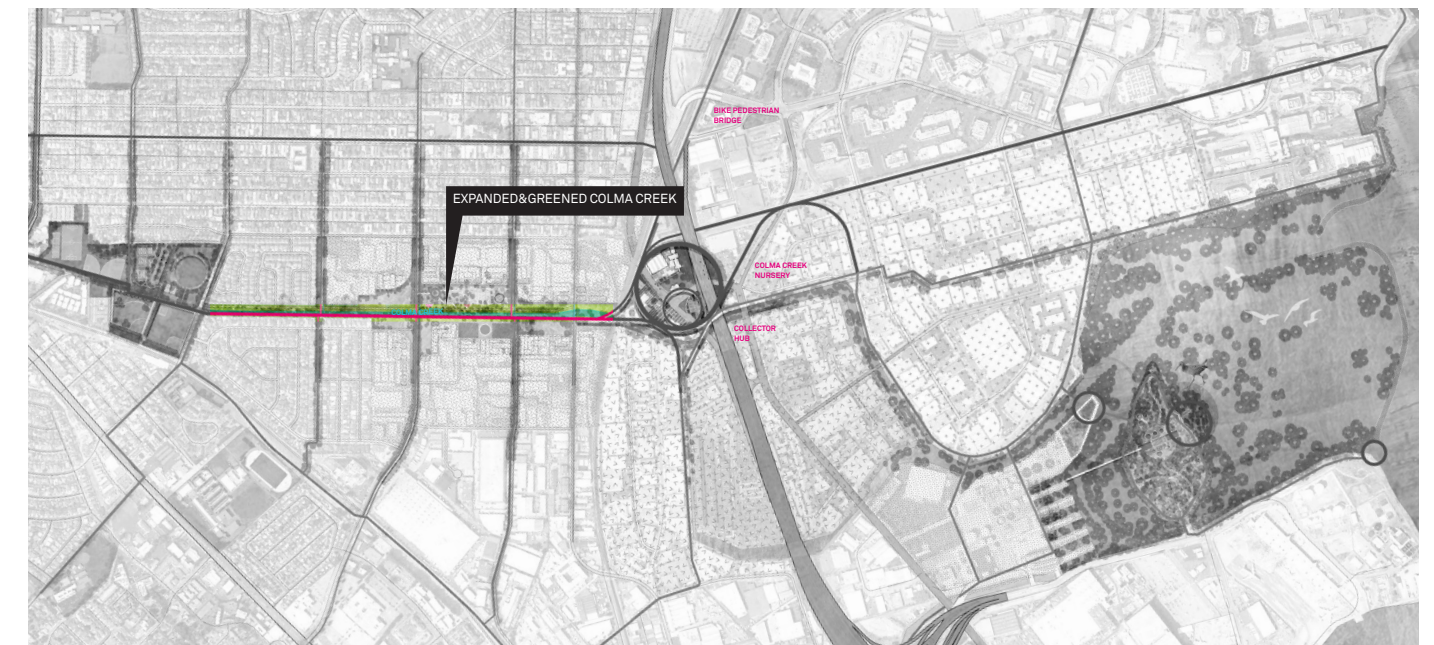 BIKE PEDESTRIAN
BRIDGE
EXPANDED&GREENED COLMA CREEK
COLMA CREEK
NURSERY
COLLECTOR
HUB